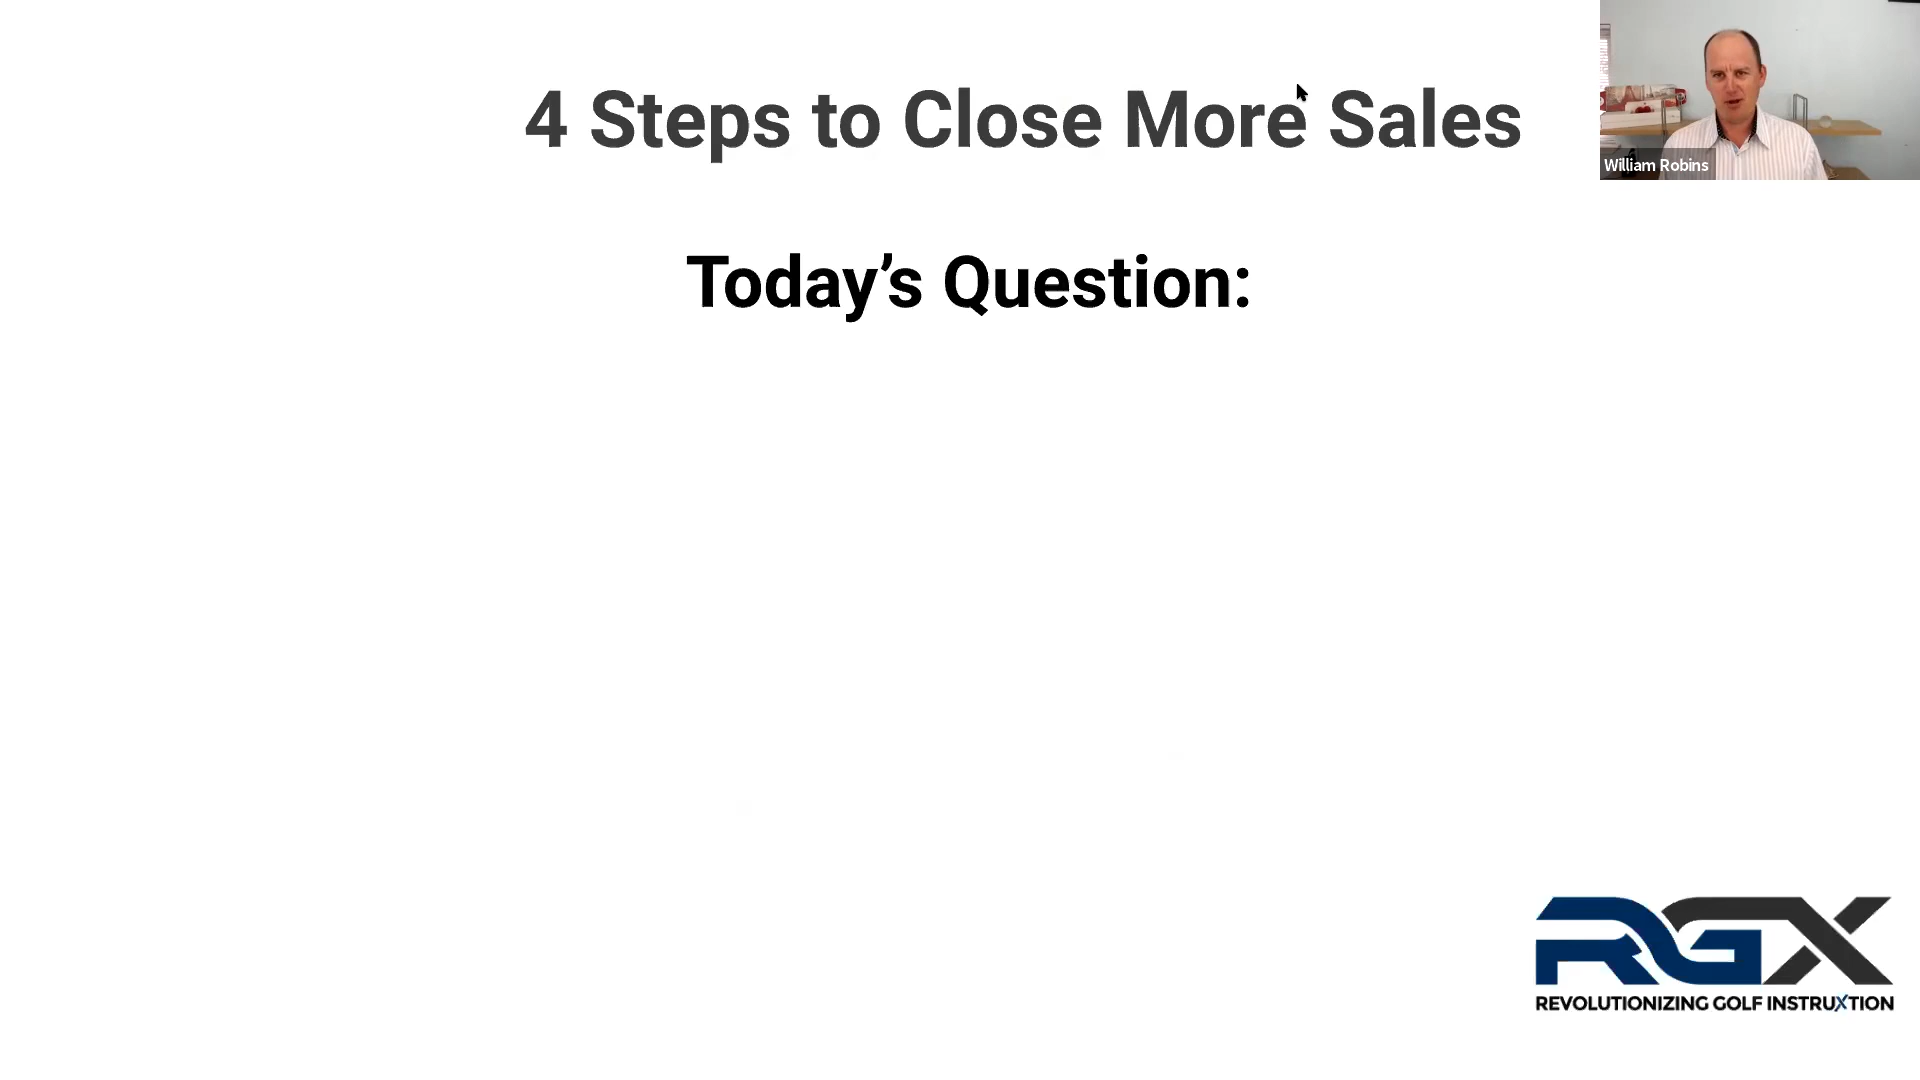 4 Steps to Close More Sales
William Robins
Today’s Question:
RGX
REVOLUTIONIZING GOLF INSTRUXTION